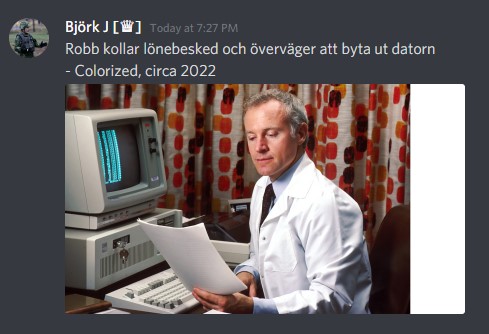 Björk J [♛] Today at 7:27 PM
Robb kollar lönebesked och överväger att byta ut datorn
- Colorized, circa 2022